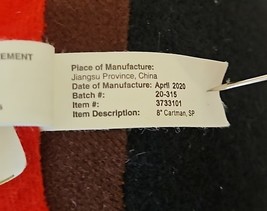 EMENT
Place of Manufacture:
Jiangsu Province, China
Date of Manufacture: April 2020
Batch #: 20-315
Item #: 3733101
Item Description: 8" Cartman, SP